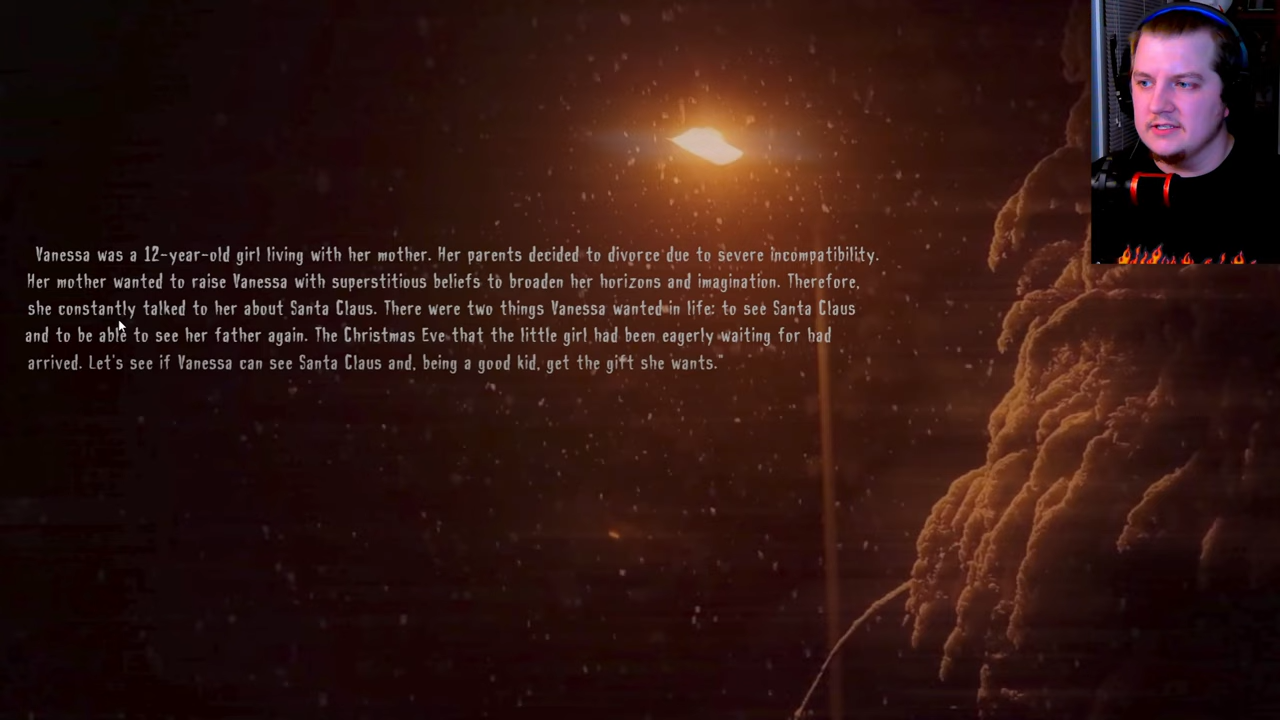 Vanessa was a 12-year-old girl living with her mother. Her parents decided to divorce due to severe incompatibility.
Her mother wanted to raise Vanessa with superstitious beliefs to broaden her horizons and imagination. Therefore,
she constantly talked to her about Santa Claus. There were two things Vanessa wanted in life: to see Santa Claus
and to be able to see her father again. The Christmas Eve that the little girl had been eagerly waiting for had
arrived. Let's see if Vanessa can see Santa Claus and, being a good kid, get the gift she wants."